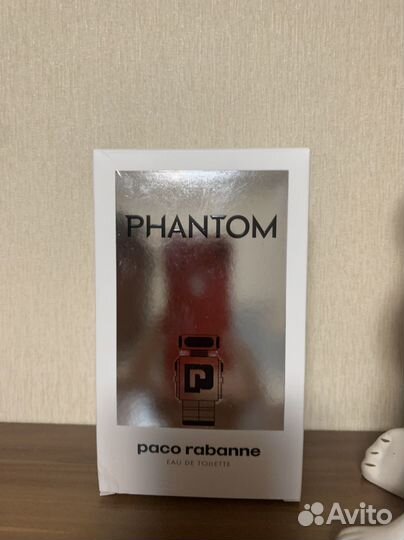 PHANTOM
P
paco rabanne
EAU DE TOILETTE
Avito